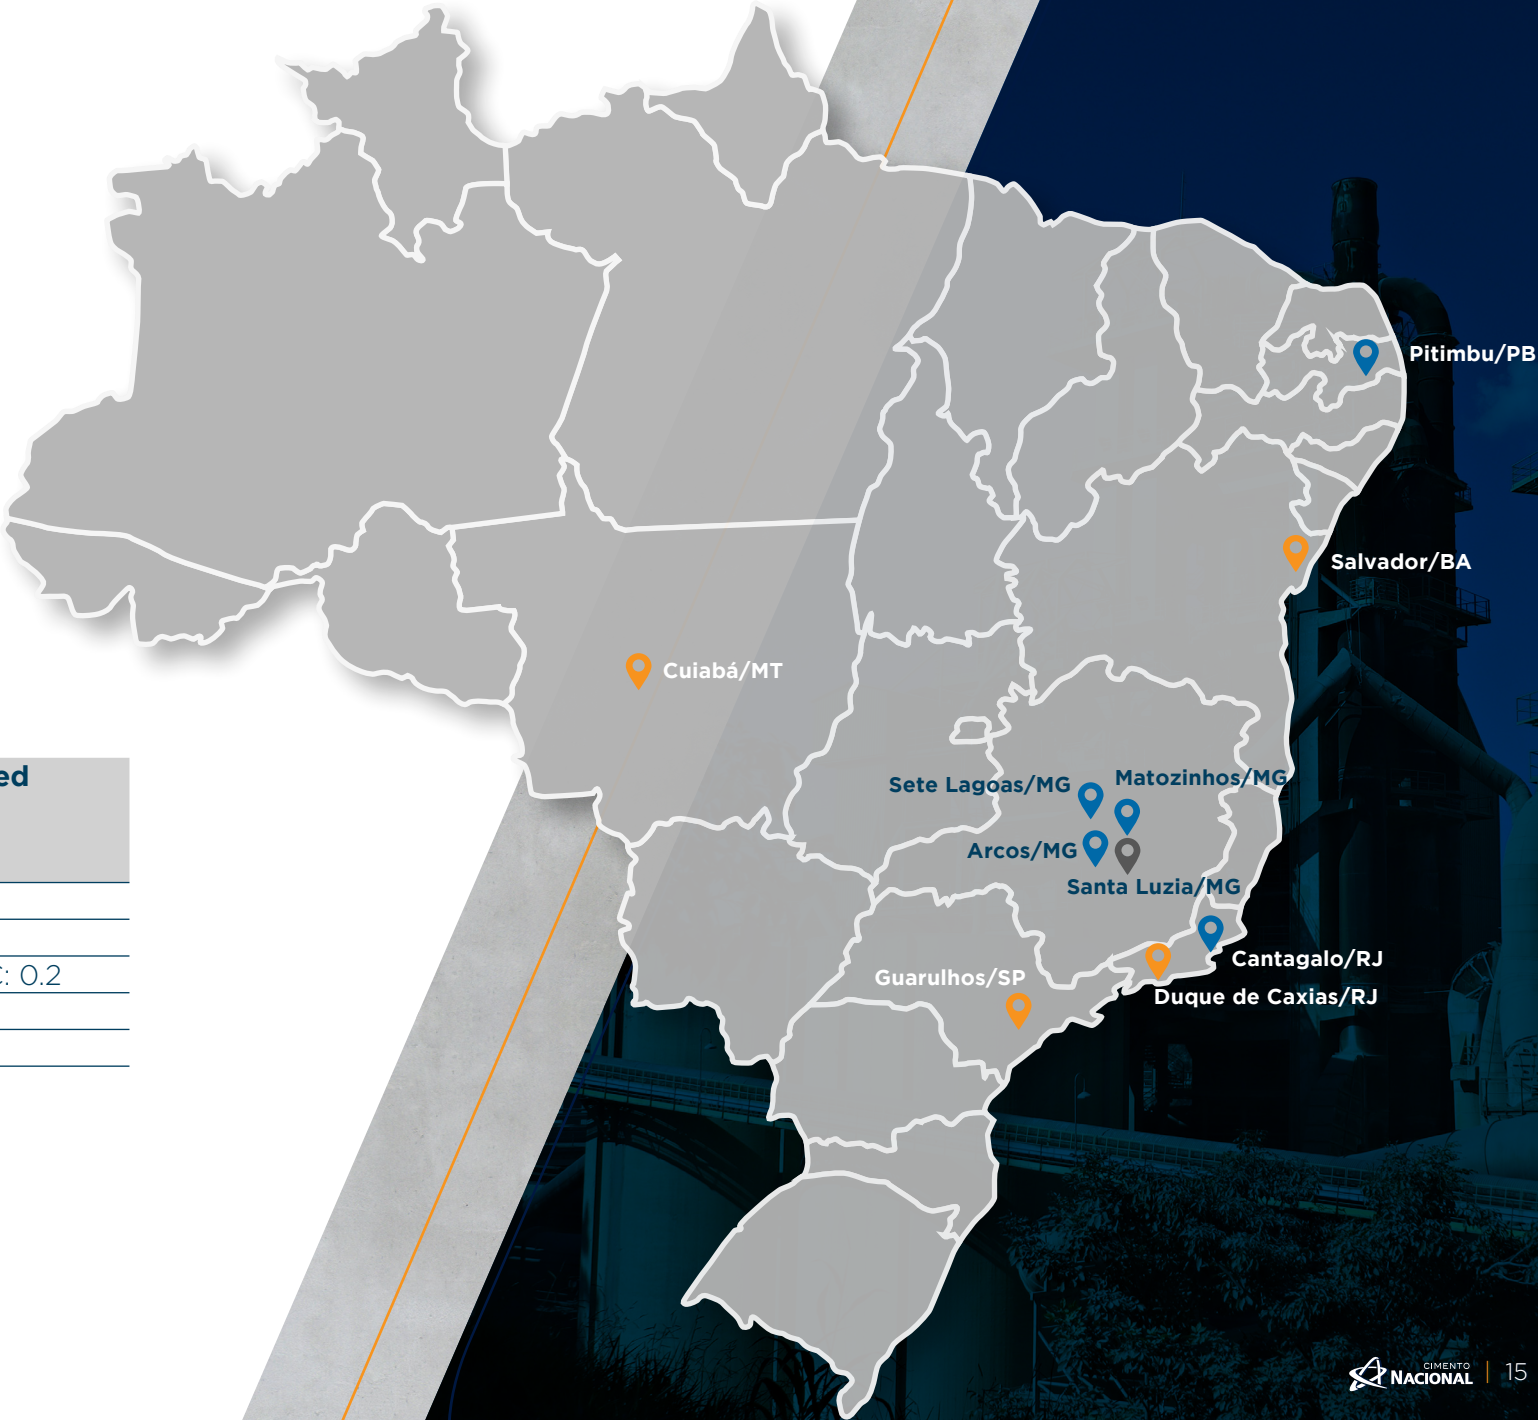 Pitimbu/PB
Salvador/BA
Cuiabá/MT
ed
Sete Lagoas/MG
Matozinhos/MG
Arcos/MG
Santa Luzia/MG
: 0.2
Cantagalo/RJ
Guarulhos/SP
Duque de Caxias/RJ
CIMENTO
NACIONAL
15